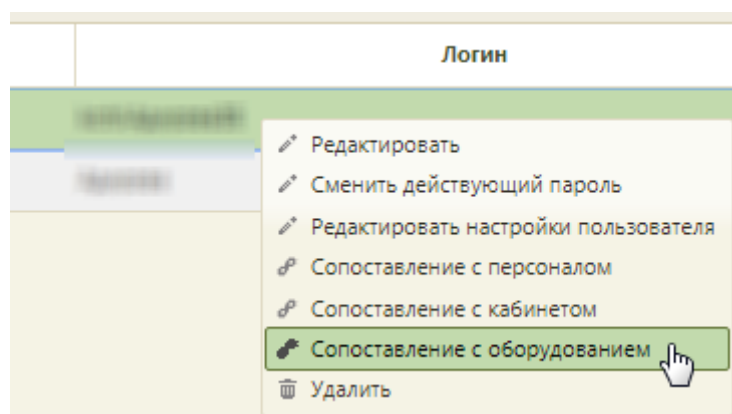 Логин
Редактировать
Сменить действующий пароль
Редактировать настройки пользователя
Сопоставление с персоналом
Сопоставление с кабинетом
Сопоставление с оборудованием
Удалить